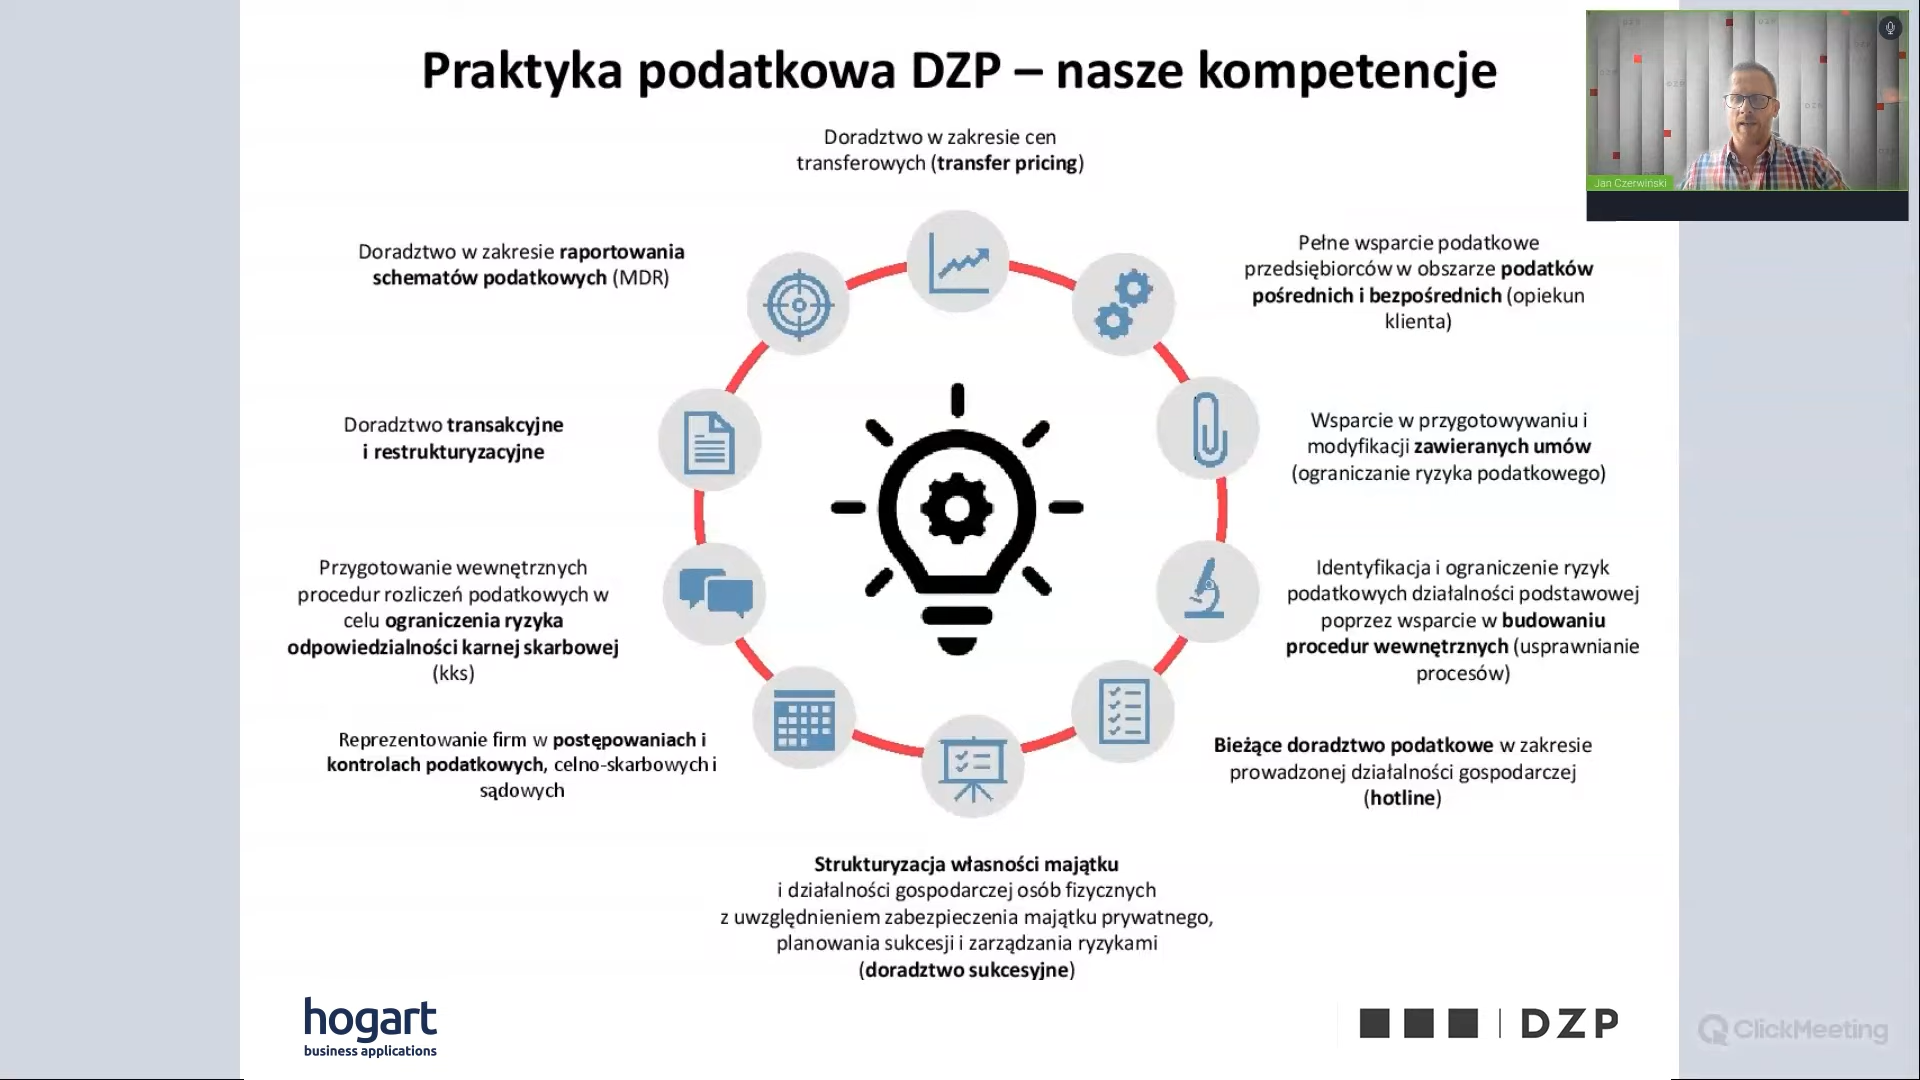 Praktyka podatkowa DZP – nasze kompetencje
Doradztwo w zakresie cen
transferowych (transfer pricing)
Jan Czerwiński
Doradztwo w zakresie raportowania
schematów podatkowych (MDR)
Pełne wsparcie podatkowe
przedsiębiorców w obszarze podatków
pośrednich i bezpośrednich (opiekun
klienta)
Doradztwo transakcyjne
i restrukturyzacyjne
Wsparcie w przygotowywaniu i
modyfikacji zawieranych umów
(ograniczanie ryzyka podatkowego)
Przygotowanie wewnętrznych
procedur rozliczeń podatkowych w
celu ograniczenia ryzyka
odpowiedzialności karnej skarbowej
(kks)
Identyfikacja i ograniczenie ryzyk
podatkowych działalności podstawowej
poprzez wsparcie w budowaniu
procedur wewnętrznych (usprawnianie
procesów)
Reprezentowanie firm w postępowaniach i
kontrolach podatkowych, celno-skarbowych i
sądowych
Bieżące doradztwo podatkowe w zakresie
prowadzonej działalności gospodarczej
(hotline)
Strukturyzacja własności majątku
i działalności gospodarczej osób fizycznych
z uwzględnieniem zabezpieczenia majątku prywatnego,
planowania sukcesji i zarządzania ryzykami
(doradztwo sukcesyjne)
hogart
business applications
DZP
ClickMeeting